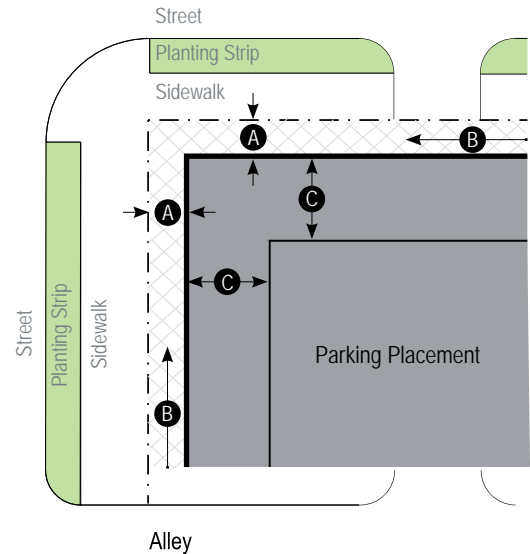 Street
Planting Strip
Sidewalk
A
B
A
C
C
Street
Planting Strip
Sidewalk
Parking Placement
B
Alley